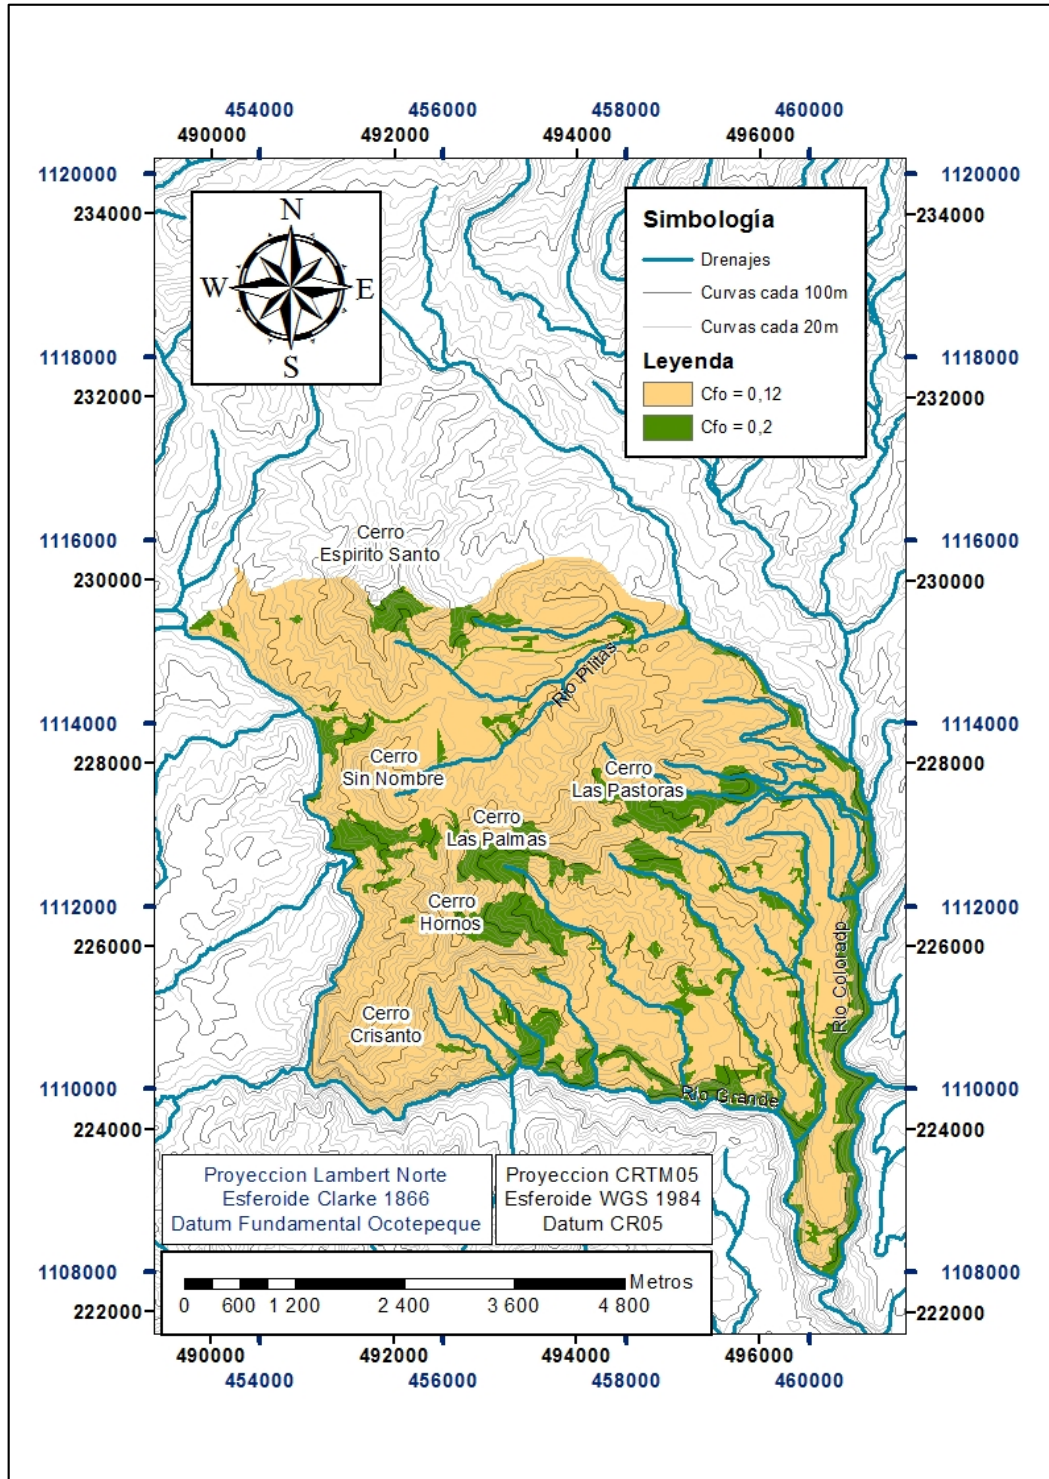 454000 456000 458000 460000
490000 492000 494000 496000
1120000 1120000
234000 234000
N
W E
S
Simbología
Drenajes
Curvas cada 100m
Curvas cada 20m
Leyenda
Cfo = 0,12
Cfo = 0,2
1118000 1118000
232000 232000
1116000 1116000
230000 230000
Cerro
Espirito Santo
Rio Pilitas
1114000 1114000
228000 228000
Cerro
Sin Nombre
Cerro
Las Pastoras
Cerro
Las Palmas
1112000 1112000
226000 226000
Cerro
Hornos
Rio Coloradp
Cerro
Crisanto
1110000 1110000
Rio Grande
224000 224000
Proyeccion Lambert Norte
Esferoide Clarke 1866
Datum Fundamental Ocotepeque
Proyeccion CRTM05
Esferoide WGS 1984
Datum CR05
1108000 1108000
222000 222000
Metros
0 600 1 200 2 400 3 600 4 800
490000 492000 494000 496000
454000 456000 458000 460000